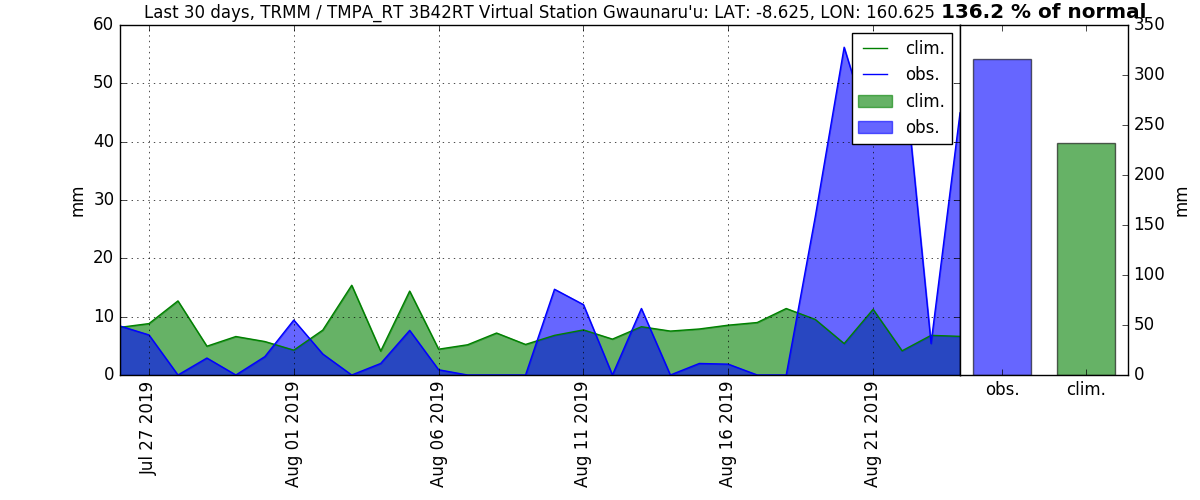 Last 30 days, TRMM / TMPA_RT 3B42RT Virtual Station Gwaunaru'u: LAT: -8.625, LON: 160.625 136.2 % of normal
60
50
40
30
20
10
0
mm
clim.
obs.
clim.
obs.
Jul 27 2019
Aug 01 2019
Aug 06 2019
Aug 11 2019
Aug 16 2019
Aug 21 2019
350
300
250
200
150
100
50
0
mm
obs.
clim.